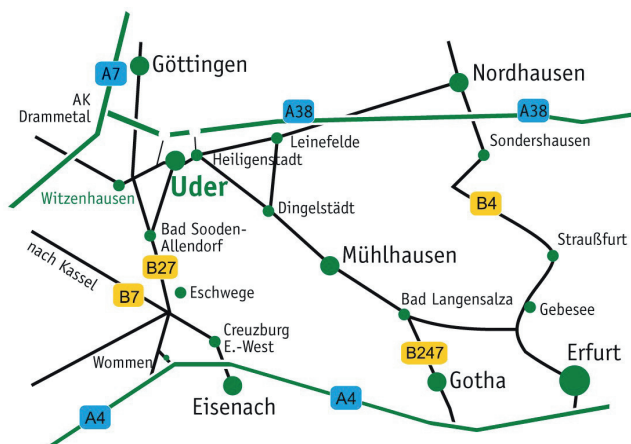 Göttingen
A7
AK
Drammetal
Nordhausen
A38
A38
Leinefelde
Heiligenstadt
Sondershausen
Uder
Witzenhausen
B4
Dingelstädt
Bad Sooden-
Allendorf
Straußfurt
nach Kassel
B27
Mühlhausen
B7
Eschwege
Bad Langensalza
Gebesee
Creuzburg
E.-West
Wommen
B247
Erfurt
Gotha
Eisenach
A4
A4